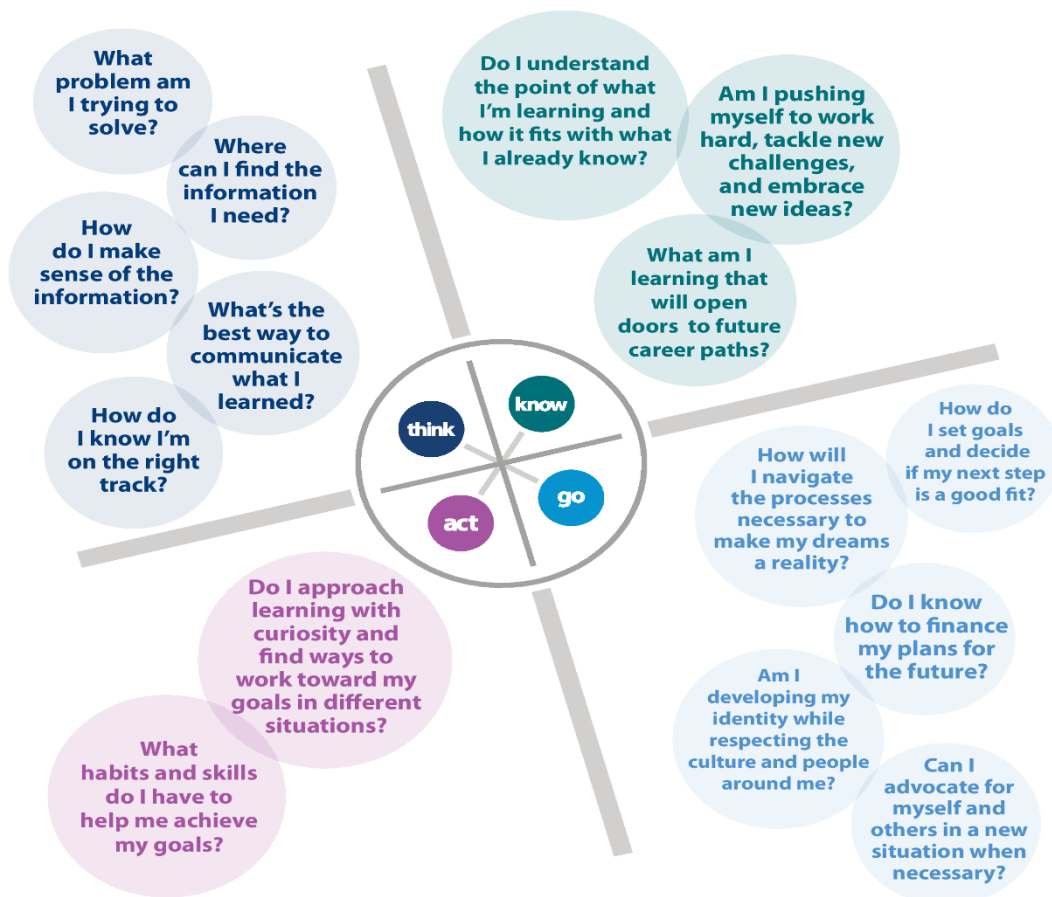 What
problem am
I trying to
solve?
Where
can I find the
information
I need?
How
do I make
sense of the
information?
What's the
best way to
communicate
what I
learned?
How do
I know I'm
on the right
track?
Do I understand
the point of what
I'm learning and
how it fits with what
I already know?
Am I pushing
myself to work
hard, tackle new
challenges,
and embrace
new ideas?
What am I
learning that
will open
doors to future
career paths?
think
know
act
go
How do
I set goals
and decide
if my next step
is a good fit?
How will
I navigate
the processes
necessary to
make my dreams
a reality?
Do I know
how to finance
my plans for
the future?
Am I
developing my
identity while
respecting the
culture and people
around me?
Can I
advocate for
myself and
others in a new
situation when
necessary?
Do I approach
learning with
curiosity and
find ways to
work toward my
goals in different
situations?
What
habits and skills
do I have to
help me achieve
my goals?